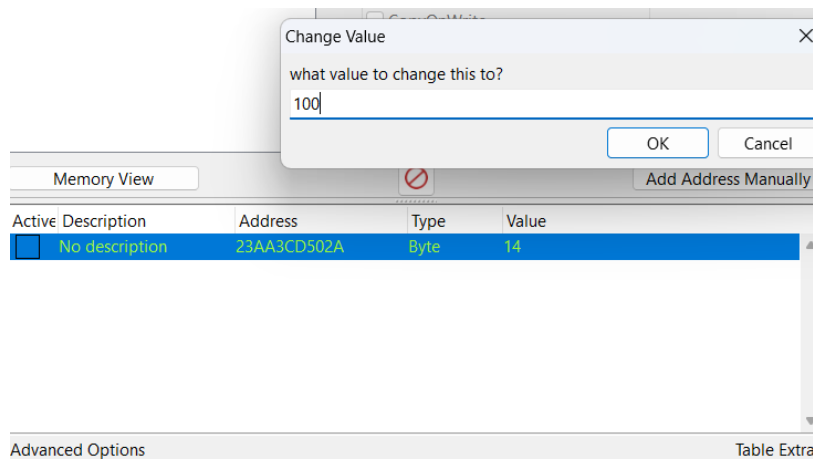 CopyOnWrite
Change Value
what value to change this to?
100
OK Cancel
Memory View Add Address Manually
Active Description Address Type Value
No description 23AA3CD502A Byte 14
Advanced Options Table Extra